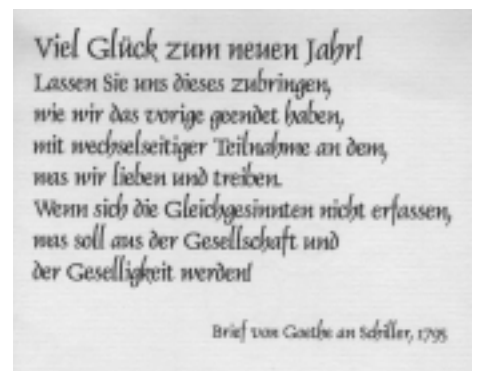 Viel Glück zum neuen Jahr!
Lassen Sie uns dieses zubringen,
wie wir das vorige geendet haben,
mit wechselseitiger Teilnahme an dem,
was wir lieben und treiben.
Wenn sich die Gleichgesinnten nicht erfassen,
was soll aus der Gesellschaft und
der Geselligkeit werden!
Brief von Goethe an Schiller, 1795